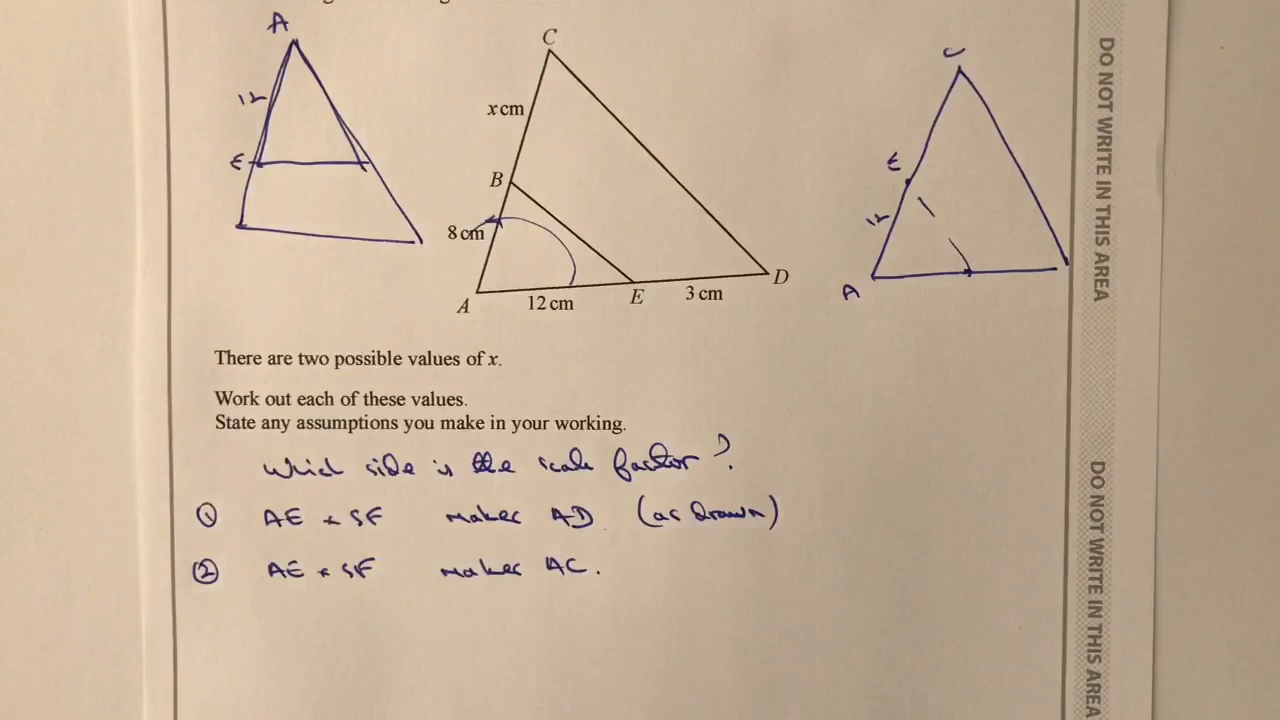 A
12
E
C
x cm
B
8 cm
A
12 cm
E
3 cm
D
C
E
12
A
There are two possible values of x.
Work out each of these values.
State any assumptions you make in your working.
Which side is the scale factor?
① AE × SF makes AD (as drawn)
② AE × SF makes AC.
DO NOT WRITE IN THIS AREA
DO NOT WRITE IN THIS AREA